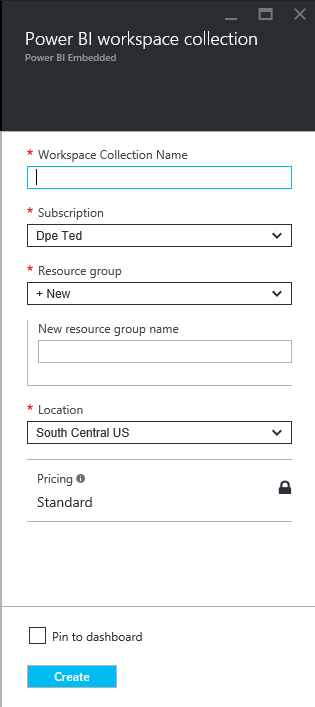 Power BI workspace collection
Power BI Embedded
* Workspace Collection Name
* Subscription
Dpe Ted
* Resource group
+ New
New resource group name
* Location
South Central US
Pricing
Standard
Pin to dashboard
Create